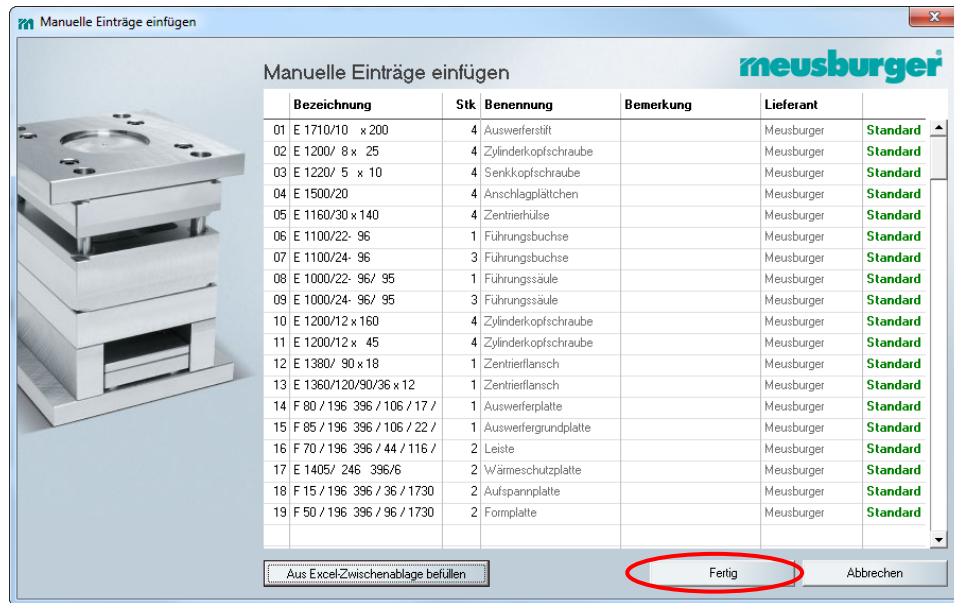 Manuelle Einträge einfügen
Manuelle Einträge einfügen
meusburger
Bezeichnung Stk Benennung Bemerkung Lieferant
01 E 1710/10 x 200 4 Auswerferstift Meusburger Standard
02 E 1200/ 8 x 25 4 Zylinderkopfschraube Meusburger Standard
03 E 1220/ 5 x 10 4 Senkkopfschraube Meusburger Standard
04 E 1500/20 4 Anschlagplättchen Meusburger Standard
05 E 1160/30 x 140 4 Zentrierhülse Meusburger Standard
06 E 1100/22- 96 1 Führungsbuchse Meusburger Standard
07 E 1100/24- 96 3 Führungsbuchse Meusburger Standard
08 E 1000/22- 96/ 95 1 Führungssäule Meusburger Standard
09 E 1000/24- 96/ 95 3 Führungssäule Meusburger Standard
10 E 1200/12 x 160 4 Zylinderkopfschraube Meusburger Standard
11 E 1200/12 x 45 4 Zylinderkopfschraube Meusburger Standard
12 E 1380/ 90 x 18 1 Zentrierflansch Meusburger Standard
13 E 1360/120/90/36 x 12 1 Zentrierflansch Meusburger Standard
14 F 80 / 196 396 / 106 / 17 / 1 Auswerferplatte Meusburger Standard
15 F 85 / 196 396 / 106 / 22 / 1 Auswerfergrundplatte Meusburger Standard
16 F 70 / 196 396 / 44 / 116 / 2 Leiste Meusburger Standard
17 E 1405/ 246 396/6 2 Wärmeschutzplatte Meusburger Standard
18 F 15 / 196 396 / 36 / 1730 2 Aufspannplatte Meusburger Standard
19 F 50 / 196 396 / 96 / 1730 2 Formplatte Meusburger Standard
Aus Excel-Zwischenablage befüllen Fertig Abbrechen